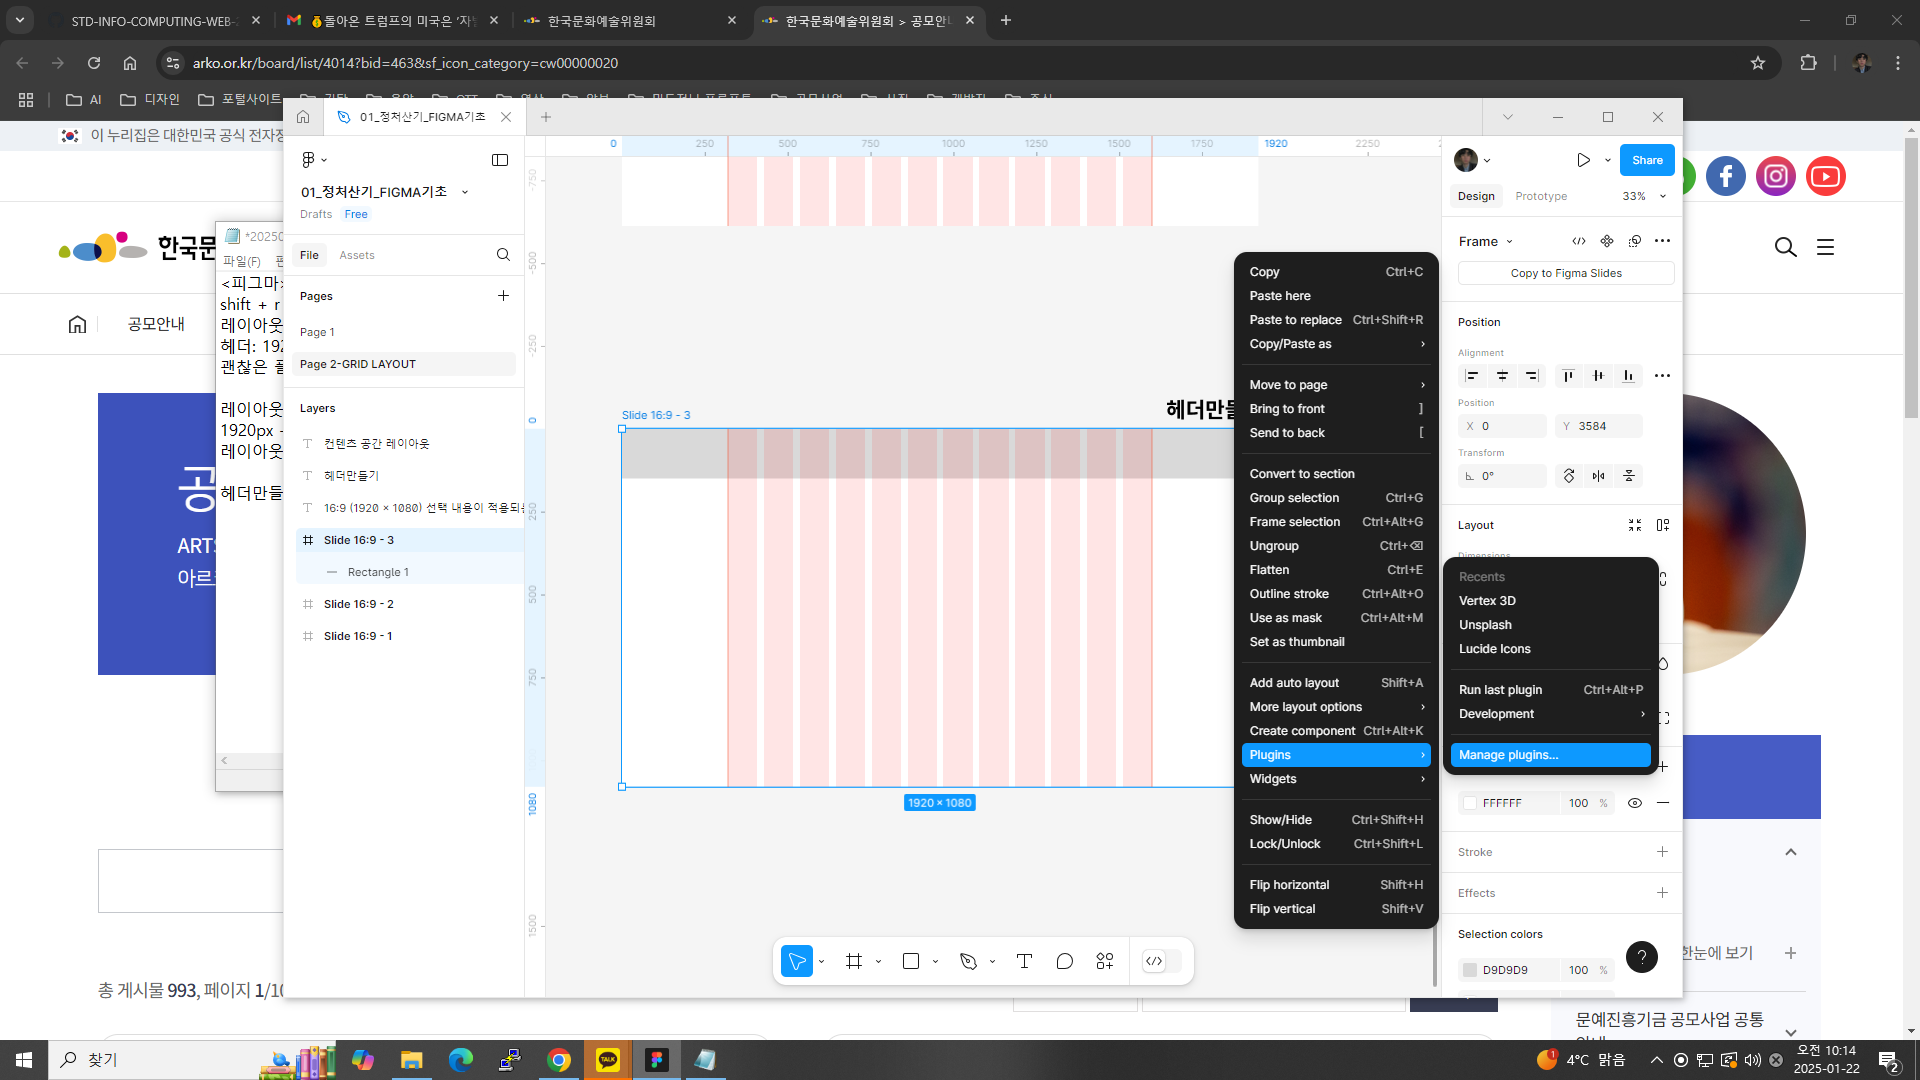 STD-INFO-COMPUTING-WEB-2
💰돌아온 트럼프의 미국은 '자
한국문화예술위원회
한국문화예술위원회 > 공모안내
arko.or.kr/board/list/4014?bid=463&sf_icon_category=cw00000020
AI
디자인
포털사이트
이 누리집은 대한민국 공식 전자정
01_정처산기_FIGMA기초
한국문
공모안내
공
ARTS
파일(F)
<피그마>
shift + r
레이아웃
헤더: 192
괜찮은
레이아웃
1920px -
레이아웃
헤더만들
01_정처산기_FIGMA기초
Drafts
Free
File
Assets
Pages
Page 1
Page 2-GRID LAYOUT
Layers
컨텐츠 공간 레이아웃
헤더만들기
16:9 (1920 × 1080) 선택 내용이 적용되
Slide 16:9 - 3
Rectangle 1
Slide 16:9 - 2
Slide 16:9 - 1
0 250 500 750 1000 1250 1500 1750 1920 2250
-750
-500
-250
0
250
500
750
1080
1500
Slide 16:9 - 3
헤더만들
1920 × 1080
Copy Ctrl+C
Paste here
Paste to replace Ctrl+Shift+R
Copy/Paste as
Move to page
Bring to front ]
Send to back [
Convert to section
Group selection Ctrl+G
Frame selection Ctrl+Alt+G
Ungroup Ctrl+⌫
Flatten Ctrl+E
Outline stroke Ctrl+Alt+O
Use as mask Ctrl+Alt+M
Set as thumbnail
Add auto layout Shift+A
More layout options
Create component Ctrl+Alt+K
Plugins
Widgets
Show/Hide Ctrl+Shift+H
Lock/Unlock Ctrl+Shift+L
Flip horizontal Shift+H
Flip vertical Shift+V
Recents
Vertex 3D
Unsplash
Lucide Icons
Run last plugin Ctrl+Alt+P
Development
Manage plugins...
Share
Design
Prototype
33%
Frame
Copy to Figma Slides
Position
Alignment
Position
X 0
Y 3584
Transform
0°
Layout
Dimensions
FFFFFF 100 %
Stroke
Effects
Selection colors
D9D9D9 100 %
?
한눈에 보기
문예진흥기금 공모사업 공통
총 게시물 993, 페이지 1/10
찾기
TALK
4°C 맑음
오전 10:14
2025-01-22
2